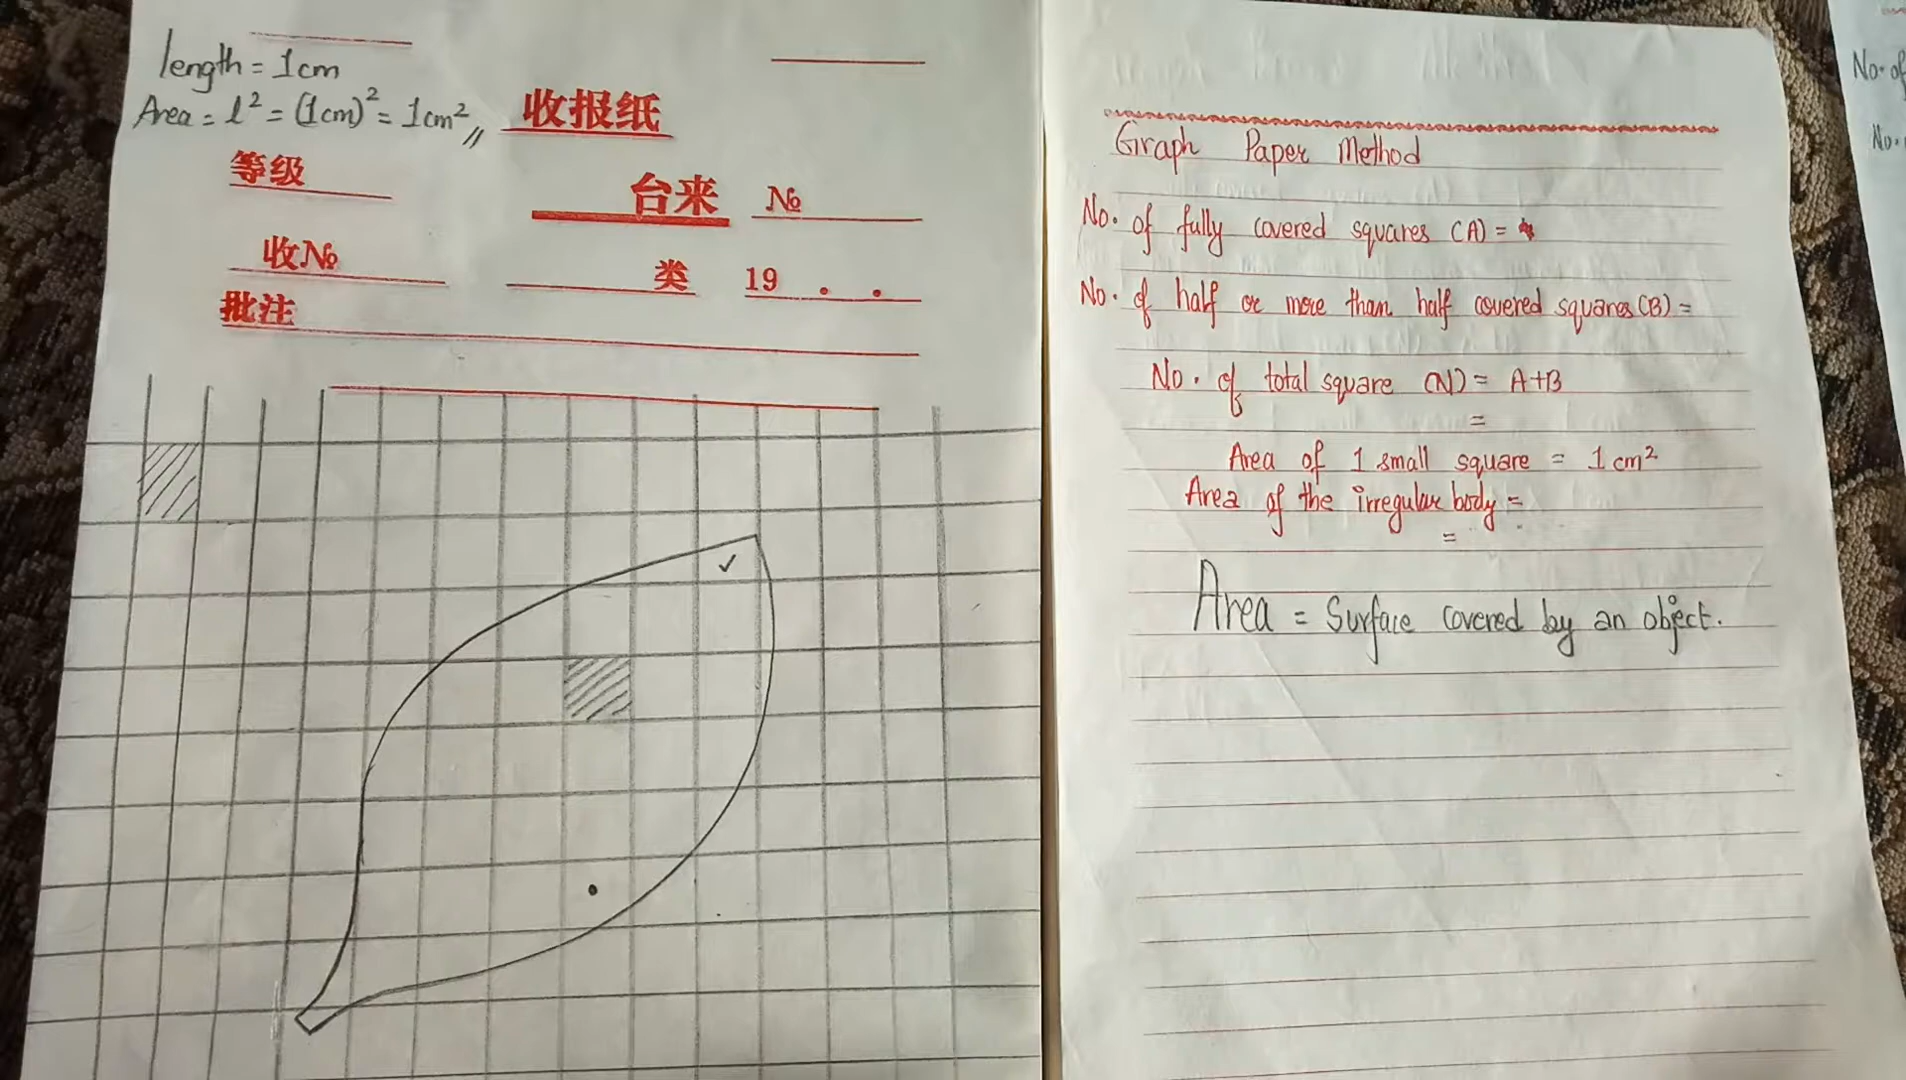 length = 1cm
Area = l² = (1cm)² = 1cm²,,
收报纸
等级
台来 №
收№
类 19 . .
批注
✓
Graph Paper Method
No. of fully covered squares (A) =
No. of half or more than half covered squares (B) =
No. of total square (N) = A+B
=
Area of 1 small square = 1 cm²
Area of the irregular body =
=
Area = Surface covered by an object.
No. of
No.